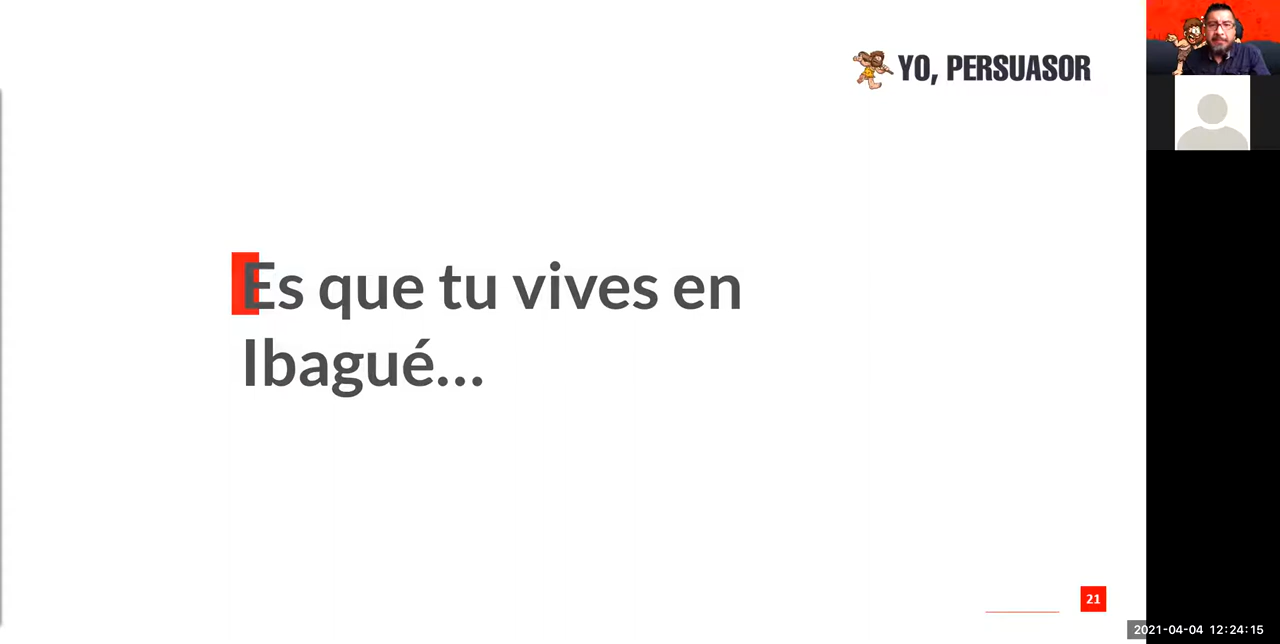 YO, PERSUASOR
Es que tu vives en
Ibagué...
21
2021-04-04 12:24:15